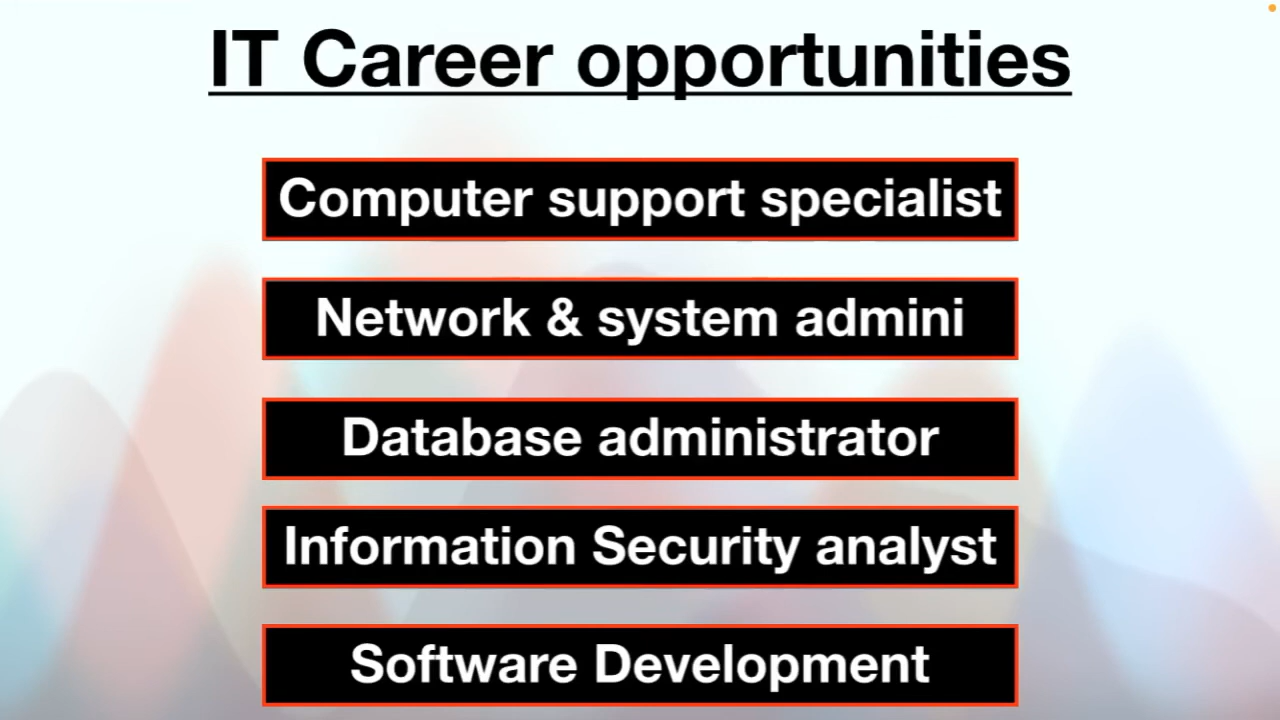 IT Career opportunities
Computer support specialist
Network & system admini
Database administrator
Information Security analyst
Software Development